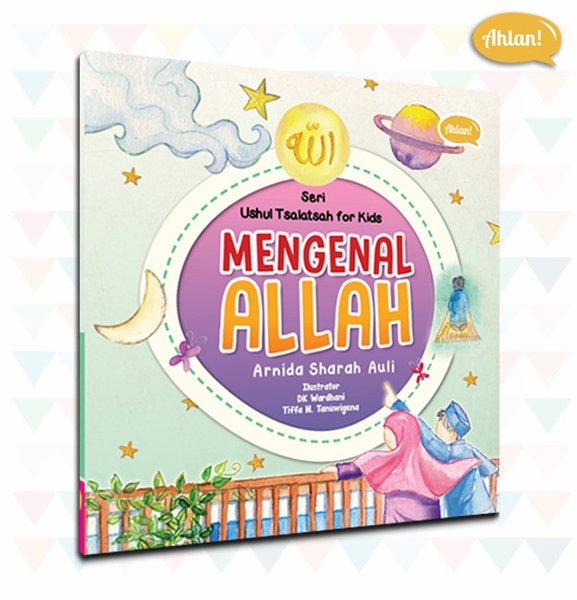 Ahlan!
Ahlan!
الله
Seri
Ushul Tsalatsah for Kids
MENGENAL
ALLAH
Arnida Sharah Auli
Ilustrator
DK Wardhani
Tiffa N. Tanuwigena